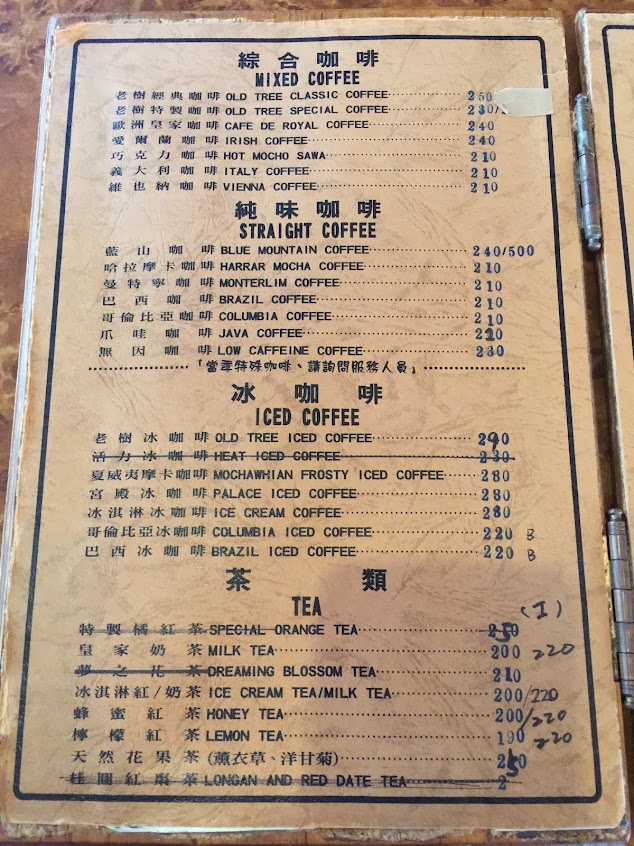 綜合咖啡
MIXED COFFEE
老樹經典咖啡 OLD TREE CLASSIC COFFEE 250
老樹特製咖啡 OLD TREE SPECIAL COFFEE 230/
歐洲皇家咖啡 CAFE DE ROYAL COFFEE 240
愛爾蘭咖啡 IRISH COFFEE 240
巧克力咖啡 HOT MOCHO SAWA 210
義大利咖啡 ITALY COFFEE 210
維也納咖啡 VIENNA COFFEE 210
純味咖啡
STRAIGHT COFFEE
藍山咖啡 BLUE MOUNTAIN COFFEE 240/500
哈拉摩卡咖啡 HARRAR MOCHA COFFEE 210
曼特寧咖啡 MONTERLIM COFFEE 210
巴西咖啡 BRAZIL COFFEE 210
哥倫比亞咖啡 COLUMBIA COFFEE 210
爪哇咖啡 JAVA COFFEE 210
無因咖啡 LOW CAFFEINE COFFEE 230
「當季特殊咖啡、請詢問服務人員」
冰咖啡
ICED COFFEE
老樹冰咖啡 OLD TREE ICED COFFEE 290
活力冰咖啡 HEAT ICED COFFEE 230
夏威夷摩卡咖啡 MOCHAWHIAN FROSTY ICED COFFEE 280
宮殿冰咖啡 PALACE ICED COFFEE 280
冰淇淋冰咖啡 ICE CREAM COFFEE 280
哥倫比亞冰咖啡 COLUMBIA ICED COFFEE 220 B
巴西冰咖啡 BRAZIL ICED COFFEE 220 B
茶類
TEA
(I)
特製橘紅茶 SPECIAL ORANGE TEA 250
皇家奶茶 MILK TEA 200 220
夢之花茶 DREAMING BLOSSOM TEA 210
冰淇淋紅/奶茶 ICE CREAM TEA/MILK TEA 200/220
蜂蜜紅茶 HONEY TEA 200/220
檸檬紅茶 LEMON TEA 190 220
天然花果茶(薰衣草、洋甘菊) 250
桂圓紅棗茶 LONGAN AND RED DATE TEA 2